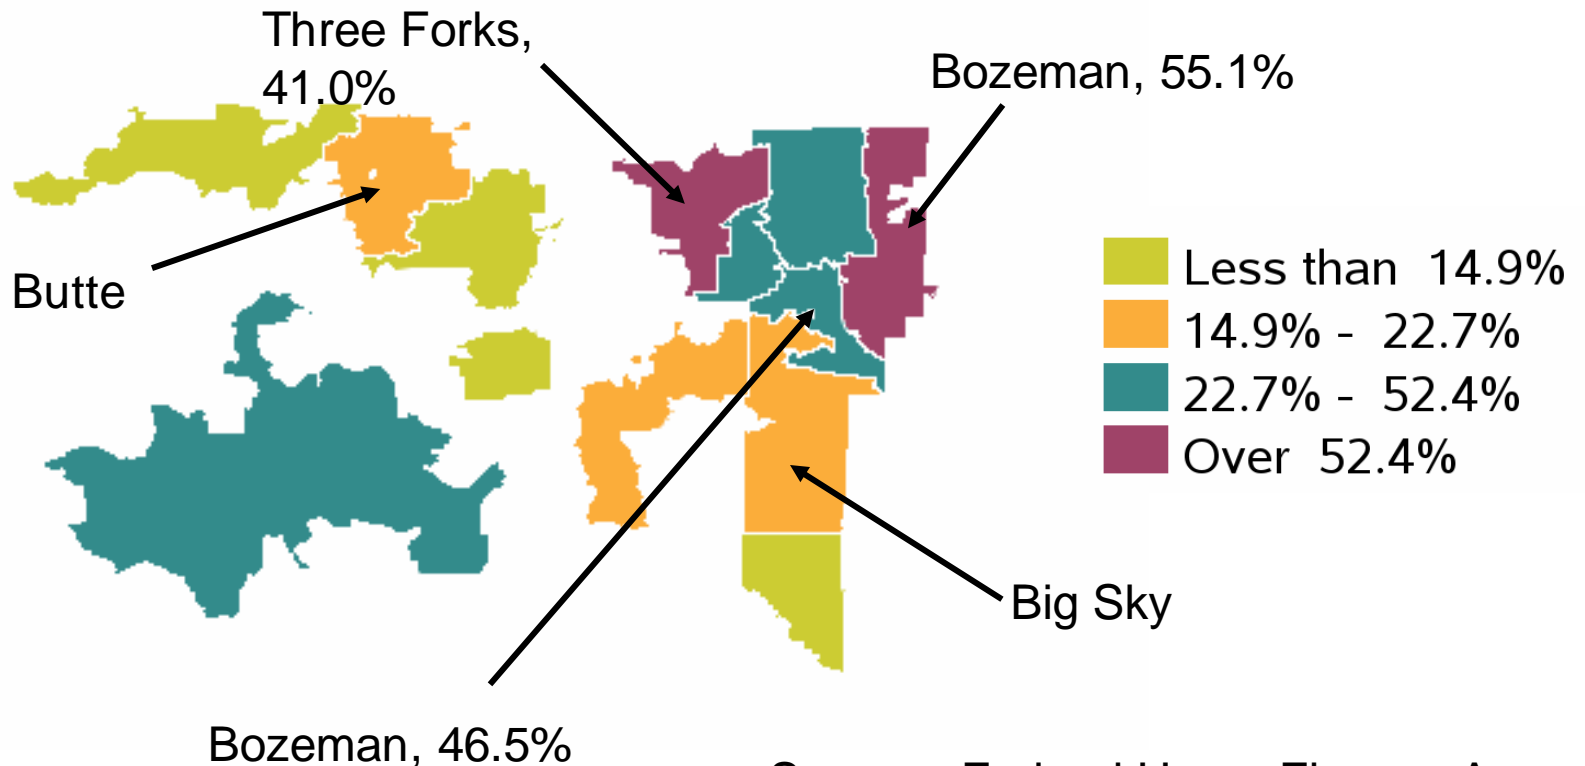 Three Forks,
41.0%
Bozeman, 55.1%
Butte
Less than 14.9%
14.9% - 22.7%
22.7% - 52.4%
Over 52.4%
Big Sky
Bozeman, 46.5%